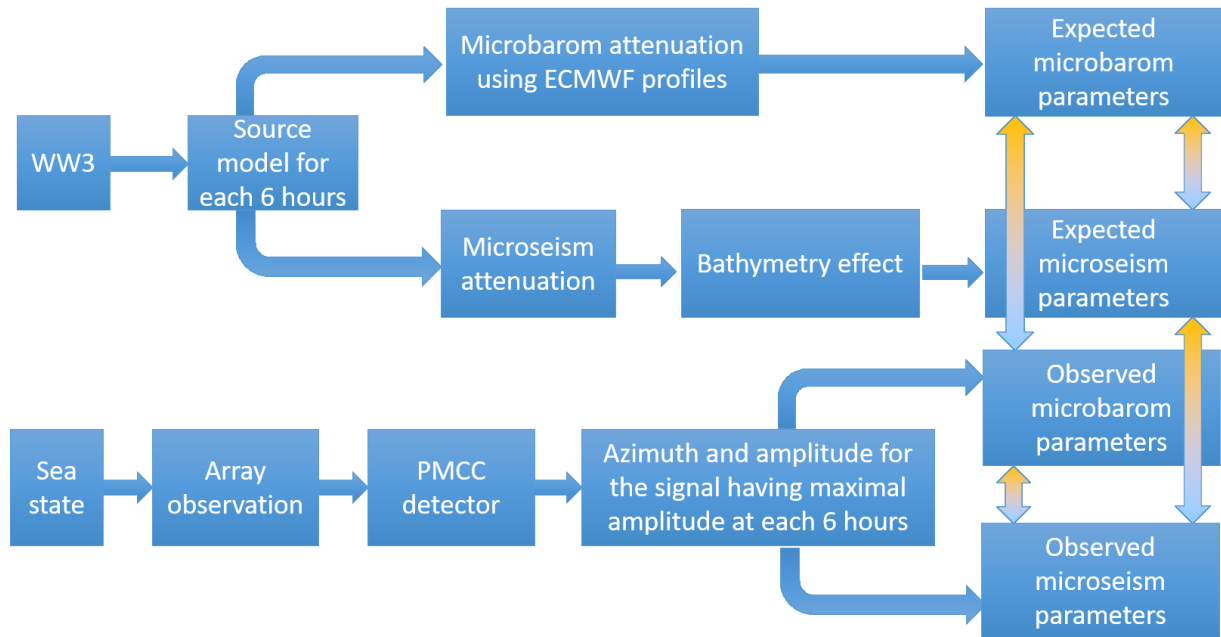 Microbarom attenuation
using ECMWF profiles
Expected
microbarom
parameters
WW3
Source
model for
each 6 hours
Microseism
attenuation
Bathymetry effect
Expected
microseism
parameters
Sea
state
Array
observation
PMCC
detector
Azimuth and amplitude for
the signal having maximal
amplitude at each 6 hours
Observed
microbarom
parameters
Observed
microseism
parameters